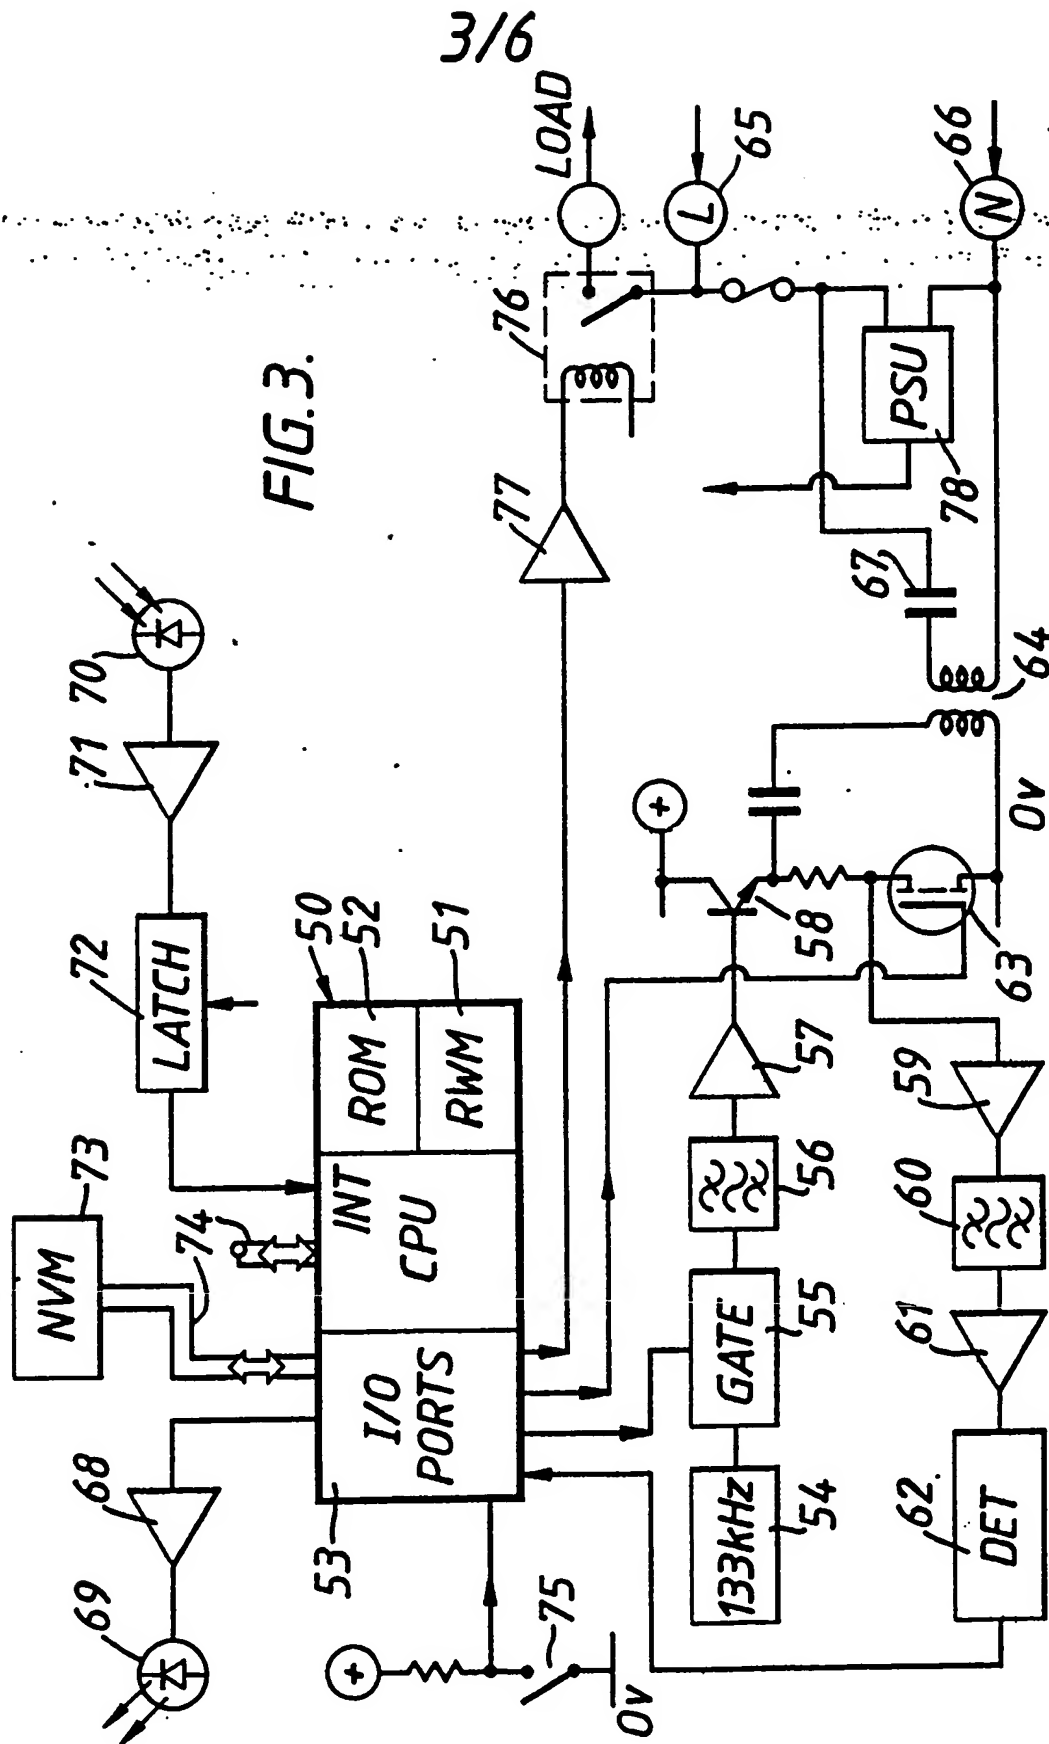 3/6
FIG.3.
69
68
NVM
73
74
72
LATCH
71
70
53
I/O
PORTS
INT
CPU
ROM
RWM
50
52
51
77
76
LOAD
L
65
N
66
PSU
78
67
64
0v
+
58
63
57
56
GATE
55
133kHz
54
59
60
61
DET
62
+
75
0v